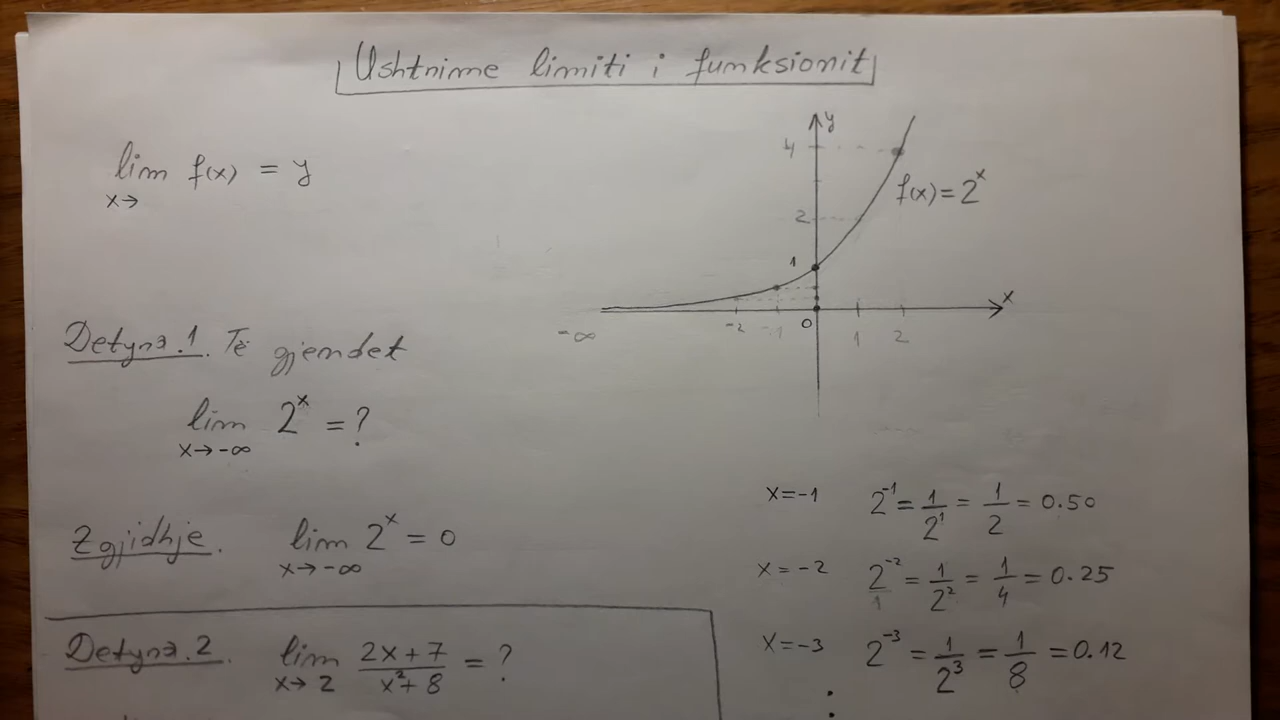 Ushtrime limiti i funksionit
lim f(x) = y
x→
y
4
2
1
f(x) = 2^x
x
-∞
-2 -1 0 1 2
Detyra.1. Të gjendet
lim 2^x = ?
x→-∞
Zgjidhje. lim 2^x = 0
x→-∞
x=-1 2^-1 = 1/2^1 = 1/2 = 0.50
x=-2 2^-2 = 1/2^2 = 1/4 = 0.25
x=-3 2^-3 = 1/2^3 = 1/8 = 0.12
Detyra.2. lim (2x+7)/(x^2+8) = ?
x→2